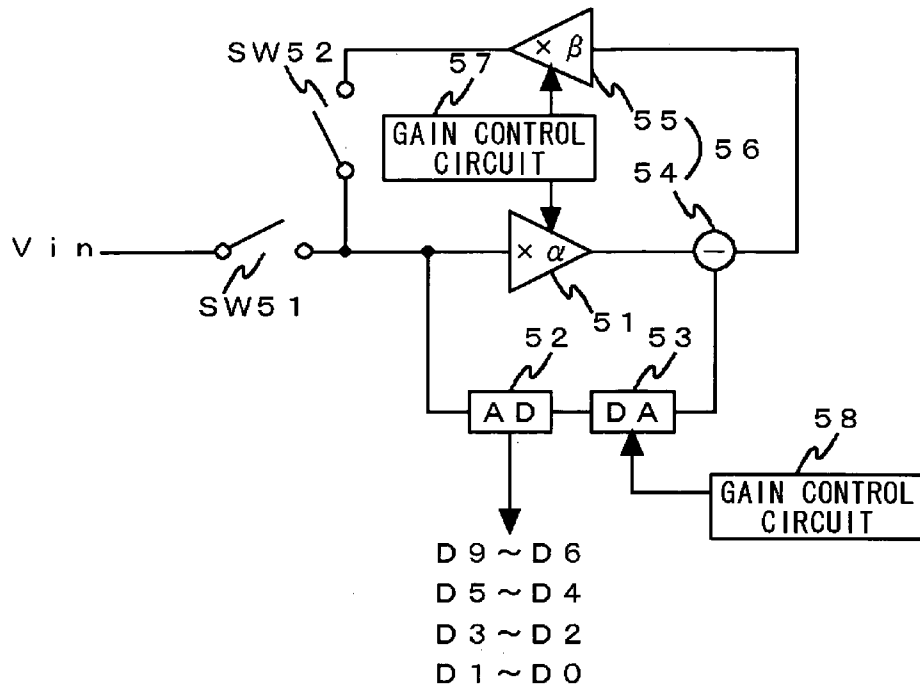 SW52
57
× β
GAIN CONTROL
CIRCUIT
55
56
54
Vin
SW51
× α
51
−
52
53
AD
DA
58
GAIN CONTROL
CIRCUIT
D9~D6
D5~D4
D3~D2
D1~D0